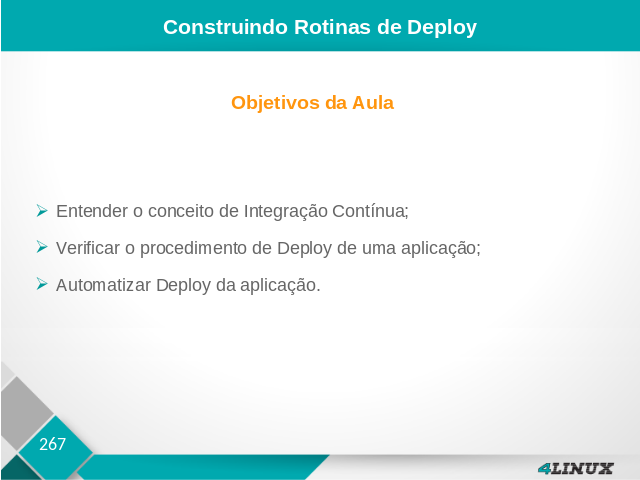 Construindo Rotinas de Deploy
Objetivos da Aula
Entender o conceito de Integração Contínua;
Verificar o procedimento de Deploy de uma aplicação;
Automatizar Deploy da aplicação.
267
4LINUX